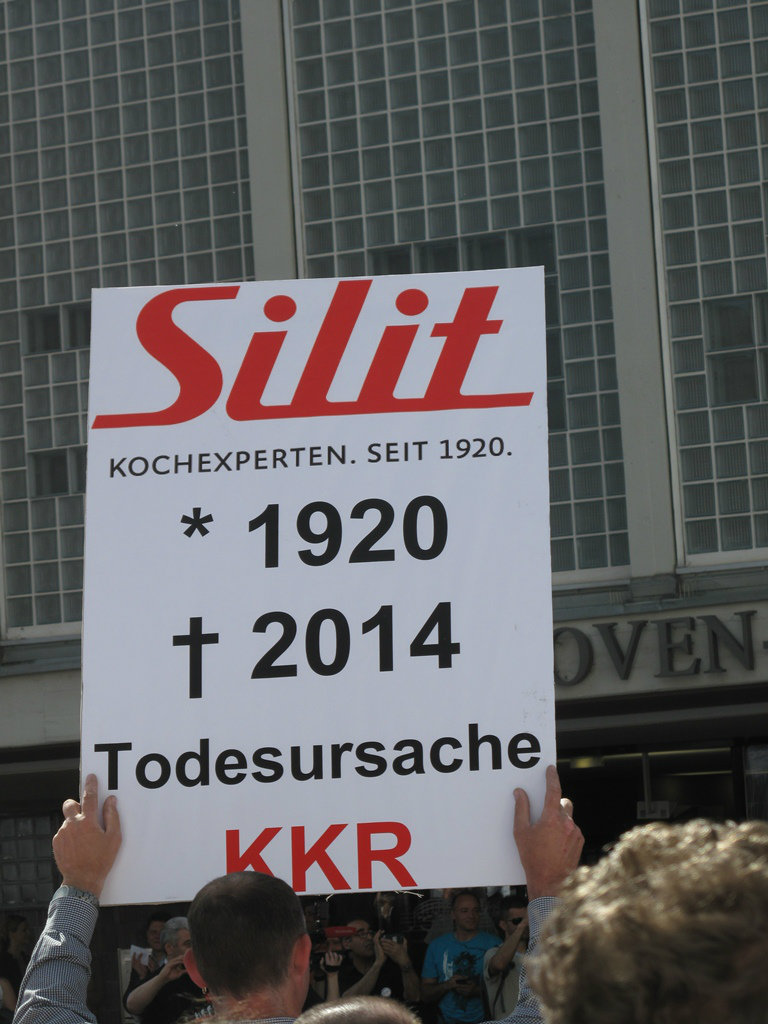 Silit
KOCHEXPERTEN. SEIT 1920.
* 1920
† 2014
Todesursache
KKR
OVEN-